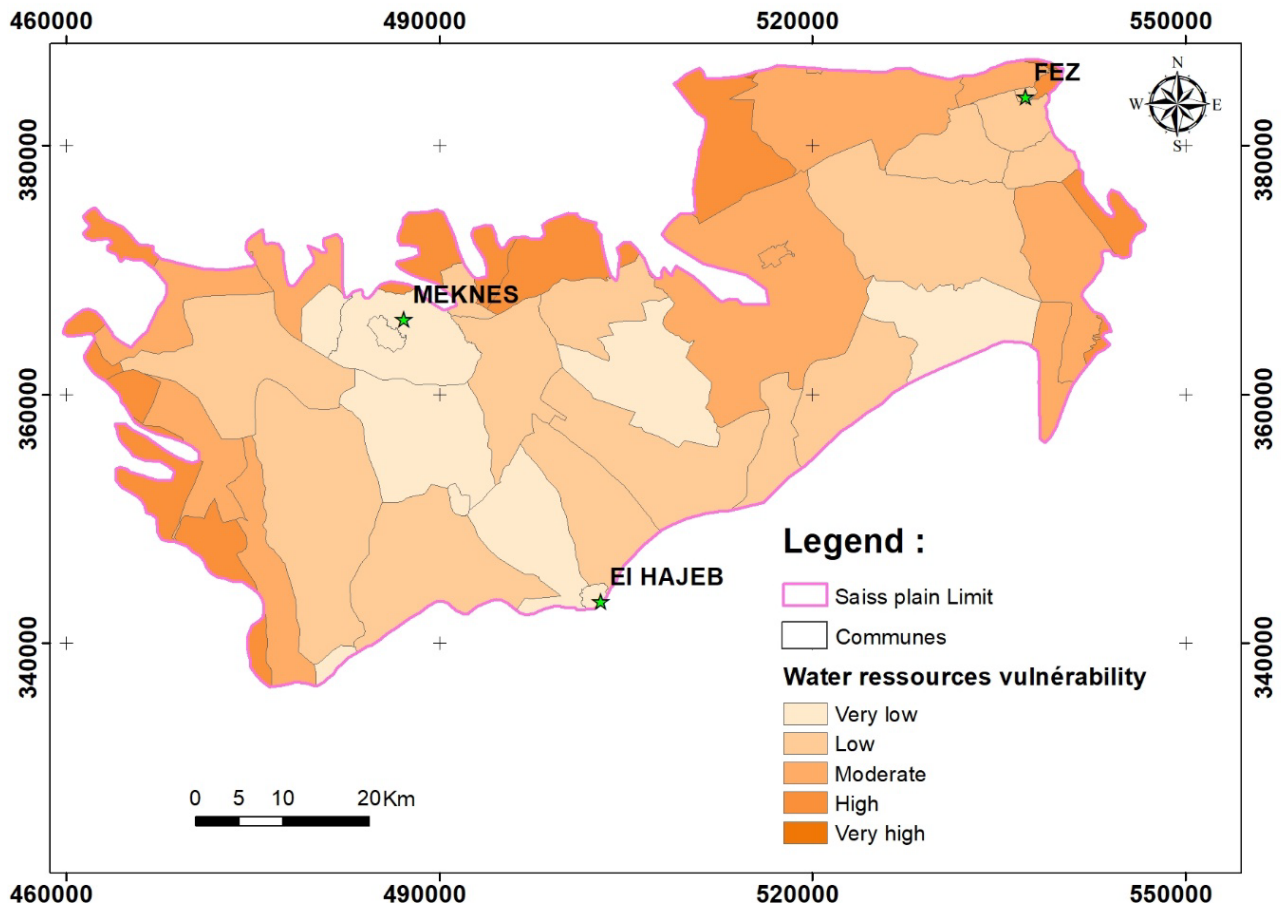 460000 490000 520000 550000
FEZ
N
W E
S
380000 380000
MEKNES
360000 360000
Legend :
El HAJEB
Saiss plain Limit
Communes
340000 340000
Water ressources vulnérability
Very low
Low
Moderate
0 5 10 20Km
High
Very high
460000 490000 520000 550000